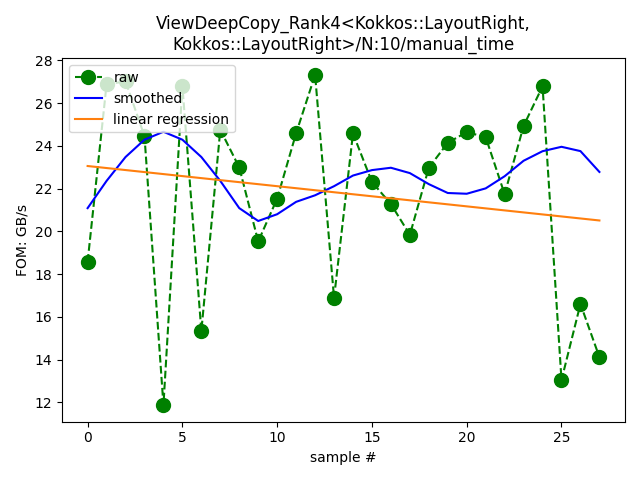 ViewDeepCopy_Rank4<Kokkos::LayoutRight,
Kokkos::LayoutRight>/N:10/manual_time
28
26
24
22
20
18
16
14
12
FOM: GB/s
raw
smoothed
linear regression
0
5
10
15
20
25
sample #